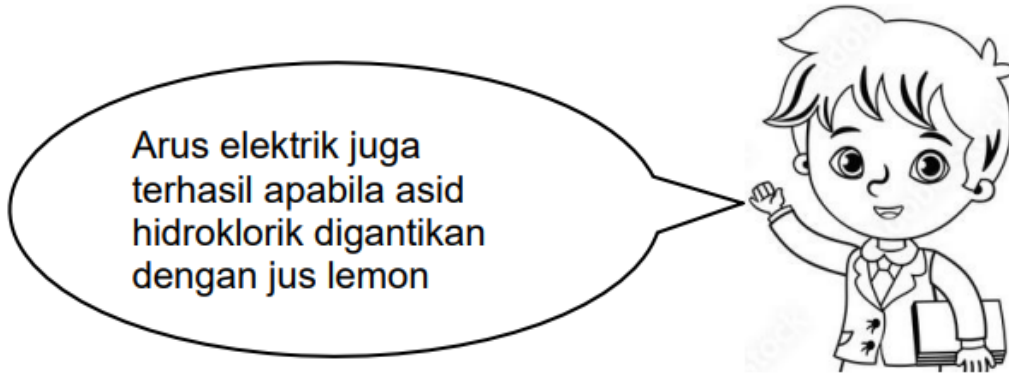 Arus elektrik juga
terhasil apabila asid
hidroklorik digantikan
dengan jus lemon